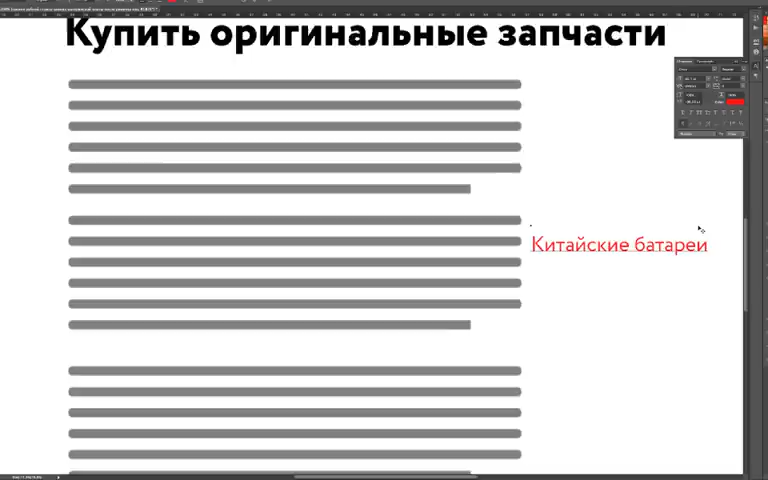 Купить оригинальные запчасти
Китайские батареи